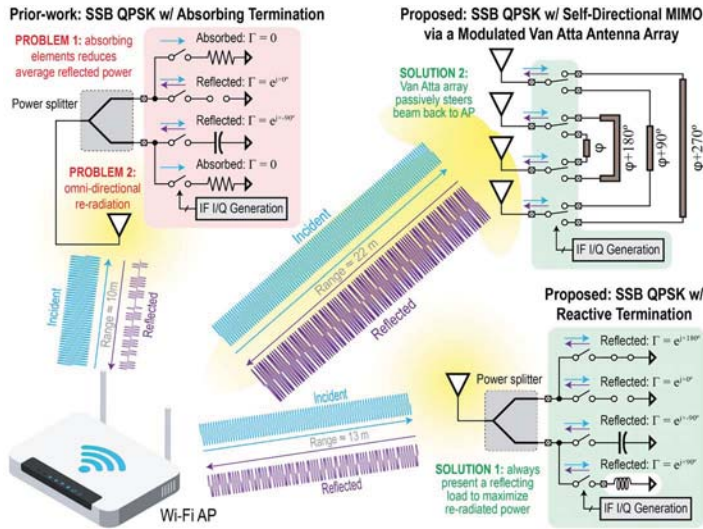 Prior-work: SSB QPSK w/ Absorbing Termination
PROBLEM 1: absorbing
elements reduces
average reflected power
Absorbed: Γ = 0
Reflected: Γ = e^j+0°
Reflected: Γ = e^j+-90°
Absorbed: Γ = 0
IF I/Q Generation
Power splitter
PROBLEM 2:
omni-directional
re-radiation
Incident
Range ≈ 10m
Reflected
Wi-Fi AP
Incident
Range ≈ 22 m
Reflected
Incident
Range ≈ 13 m
Reflected
Proposed: SSB QPSK w/ Self-Directional MIMO
via a Modulated Van Atta Antenna Array
SOLUTION 2:
Van Atta array
passively steers
beam back to AP
φ
φ+180°
φ+90°
φ+270°
IF I/Q Generation
Proposed: SSB QPSK w/
Reactive Termination
Power splitter
Reflected: Γ = e^j+180°
Reflected: Γ = e^j+0°
Reflected: Γ = e^j+-90°
Reflected: Γ = e^j+90°
IF I/Q Generation
SOLUTION 1: always
present a reflecting
load to maximize
re-radiated power